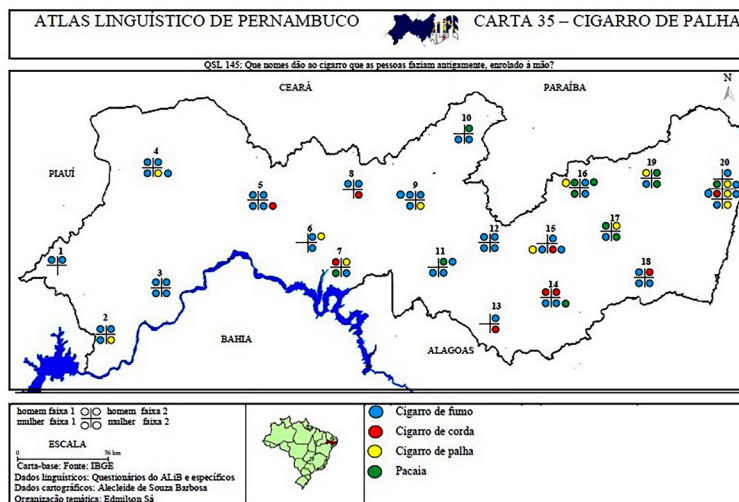 ATLAS LINGUÍSTICO DE PERNAMBUCO
CARTA 35 – CIGARRO DE PALHA
QSL 145: Que nomes dão ao cigarro que as pessoas faziam antigamente, enrolado à mão?
CEARÁ
PARAÍBA
N
PIAUÍ
BAHIA
ALAGOAS
1
2
3
4
5
6
7
8
9
10
11
12
13
14
15
16
17
18
19
20
homem faixa 1 homem faixa 2
mulher faixa 1 mulher faixa 2
ESCALA
0 76 km
Carta-base: Fonte: IBGE
Dados linguísticos: Questionários do ALiB e específicos
Dados cartográficos: Alecleide de Souza Barbosa
Organização temática: Edmilson Sá
Cigarro de fumo
Cigarro de corda
Cigarro de palha
Pacaia